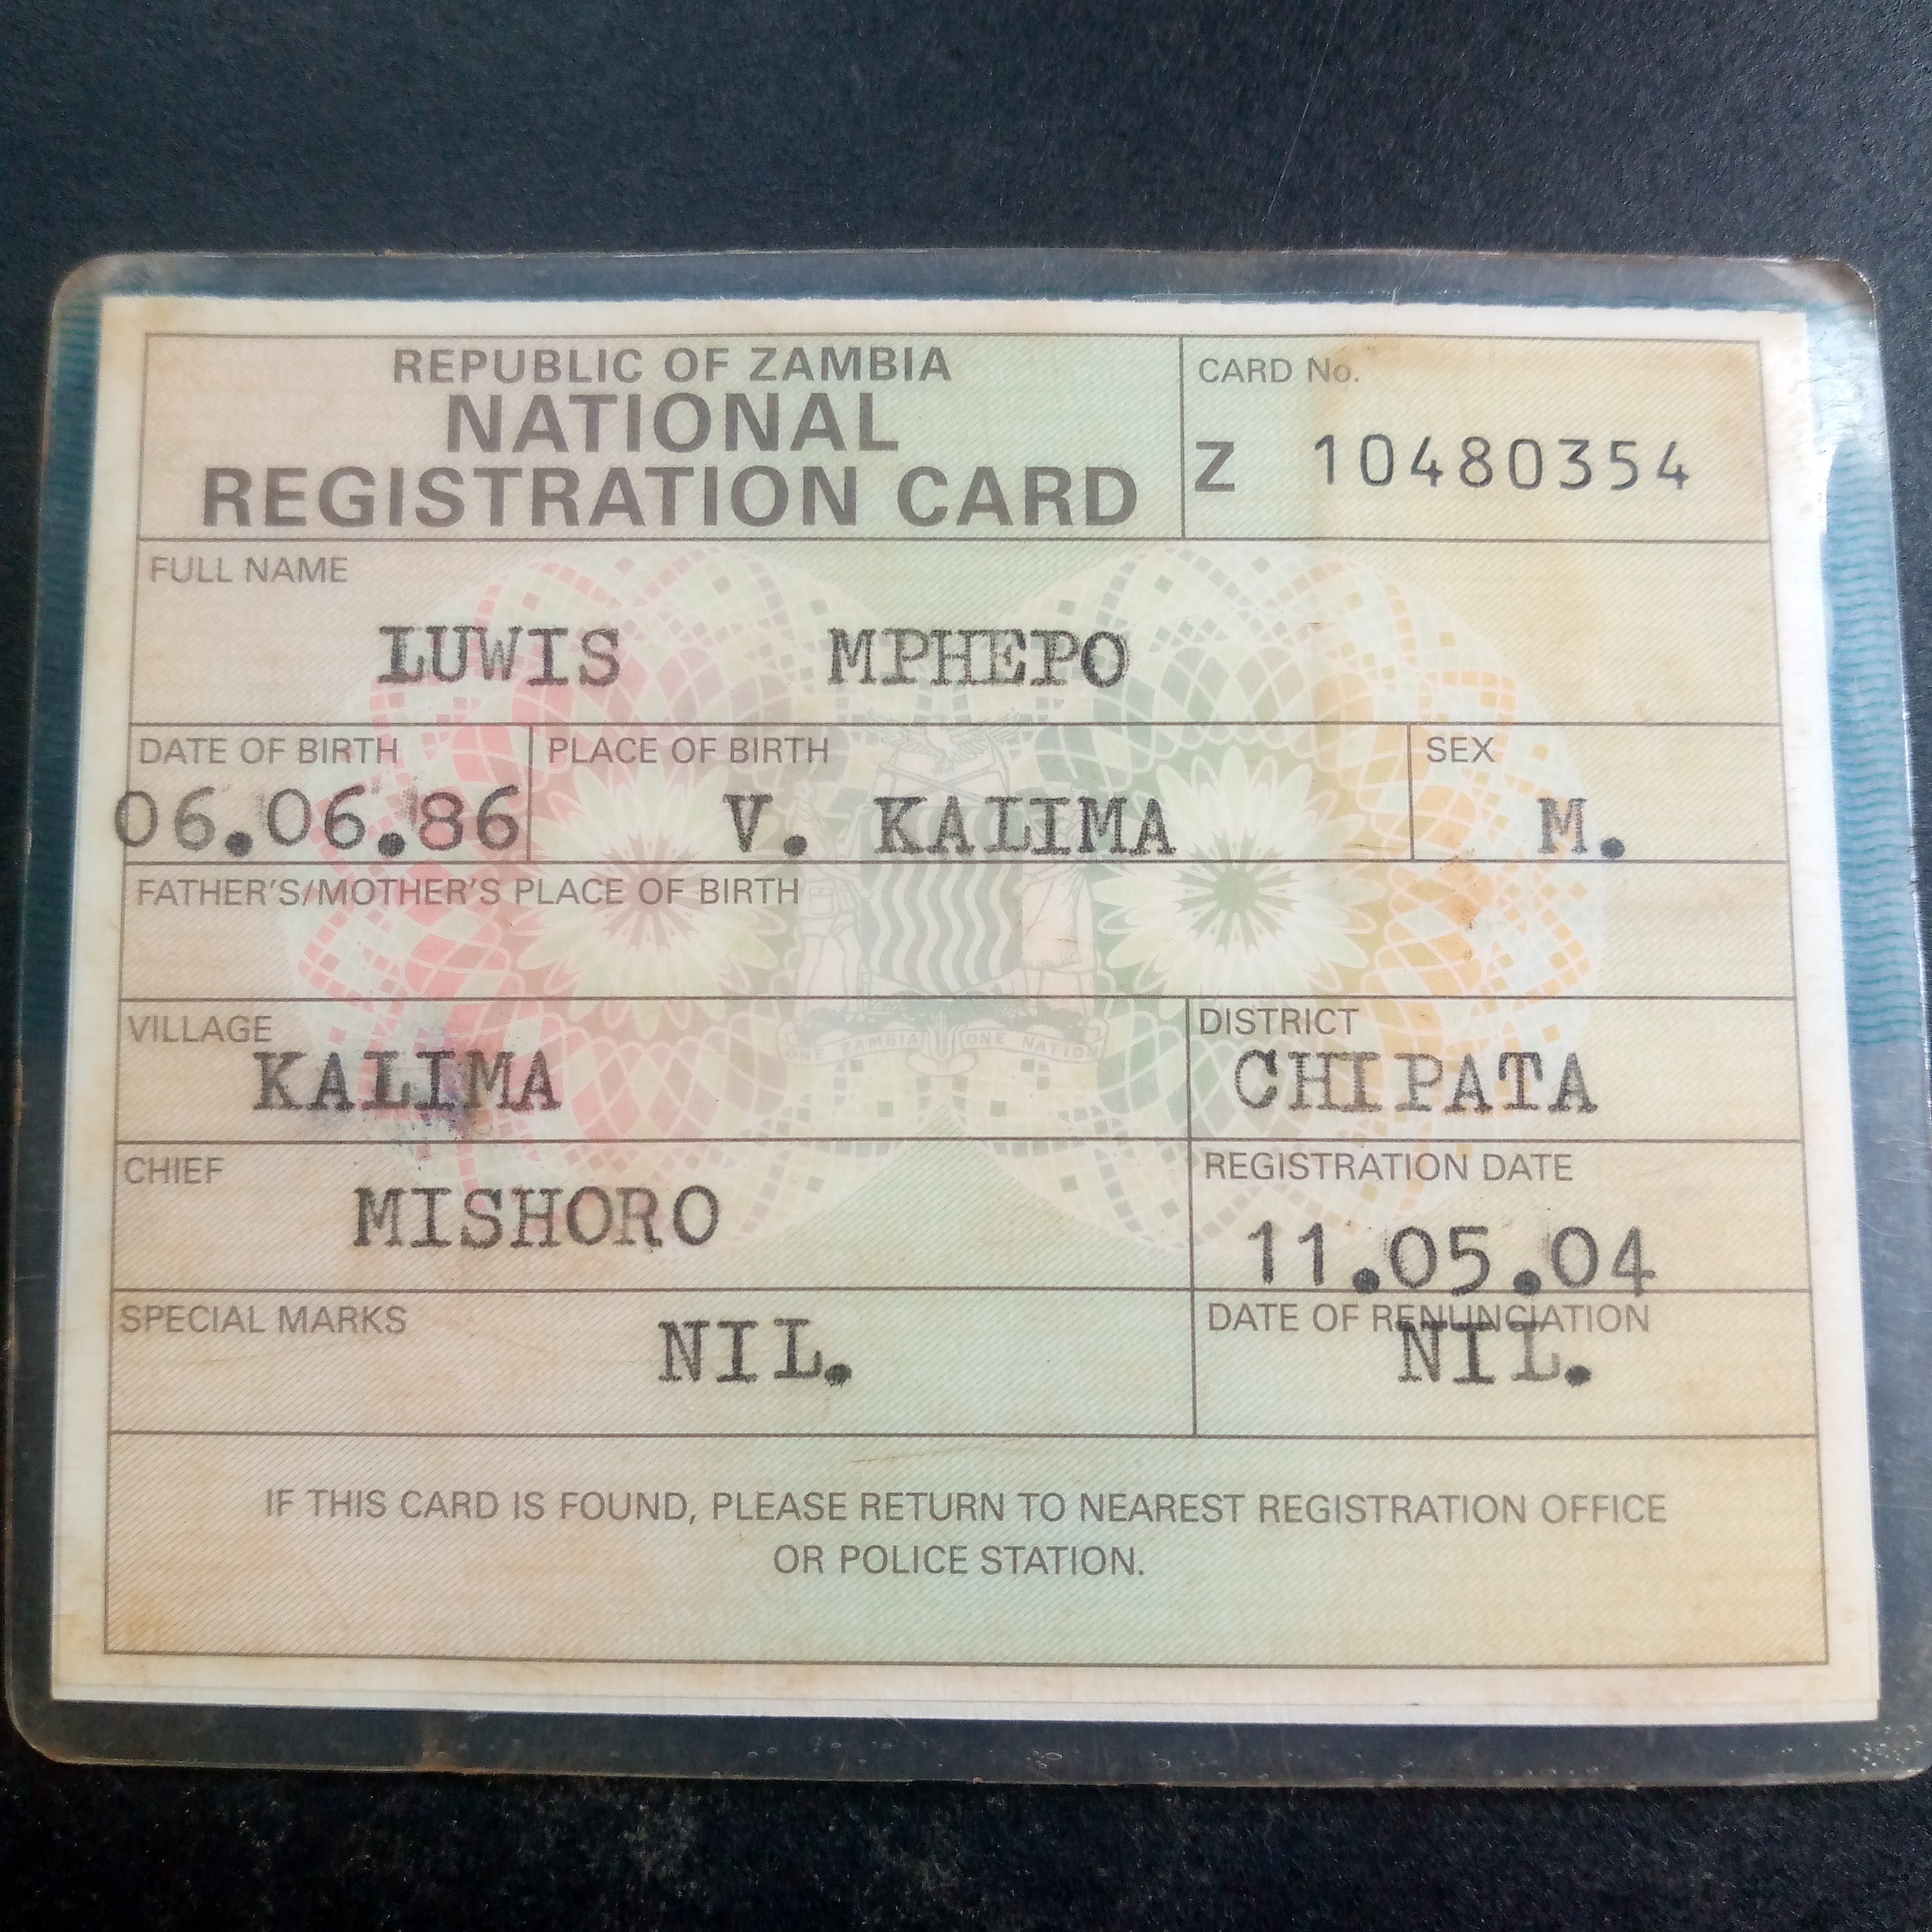 REPUBLIC OF ZAMBIA
NATIONAL
REGISTRATION CARD
CARD No.
Z 10480354
FULL NAME
LUWIS MPHEPO
DATE OF BIRTH
06.06.86
PLACE OF BIRTH
V. KALIMA
SEX
M.
FATHER'S/MOTHER'S PLACE OF BIRTH
VILLAGE
KALIMA
DISTRICT
CHIPATA
ONE ZAMBIA ONE NATION
CHIEF
MISHORO
REGISTRATION DATE
11.05.04
SPECIAL MARKS
NIL.
DATE OF RENUNCIATION
NIL.
IF THIS CARD IS FOUND, PLEASE RETURN TO NEAREST REGISTRATION OFFICE
OR POLICE STATION.